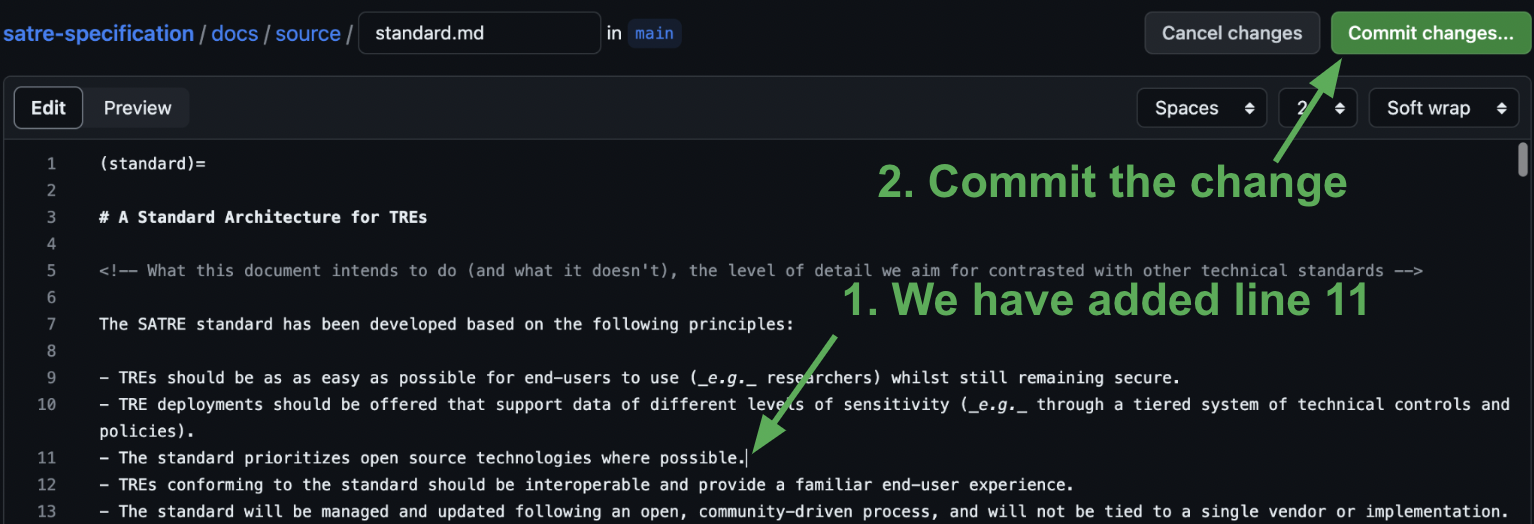 satre-specification / docs / source / standard.md in main Cancel changes Commit changes...
Edit Preview Spaces 2 Soft wrap
1 (standard)=
2. Commit the change
2
3 # A Standard Architecture for TREs
4
5 <!-- What this document intends to do (and what it doesn't), the level of detail we aim for contrasted with other technical standards -->
6
1. We have added line 11
7 The SATRE standard has been developed based on the following principles:
8
9 - TREs should be as as easy as possible for end-users to use (_e.g._ researchers) whilst still remaining secure.
10 - TRE deployments should be offered that support data of different levels of sensitivity (_e.g._ through a tiered system of technical controls and
policies).
11 - The standard prioritizes open source technologies where possible.
12 - TREs conforming to the standard should be interoperable and provide a familiar end-user experience.
13 - The standard will be managed and updated following an open, community-driven process, and will not be tied to a single vendor or implementation.